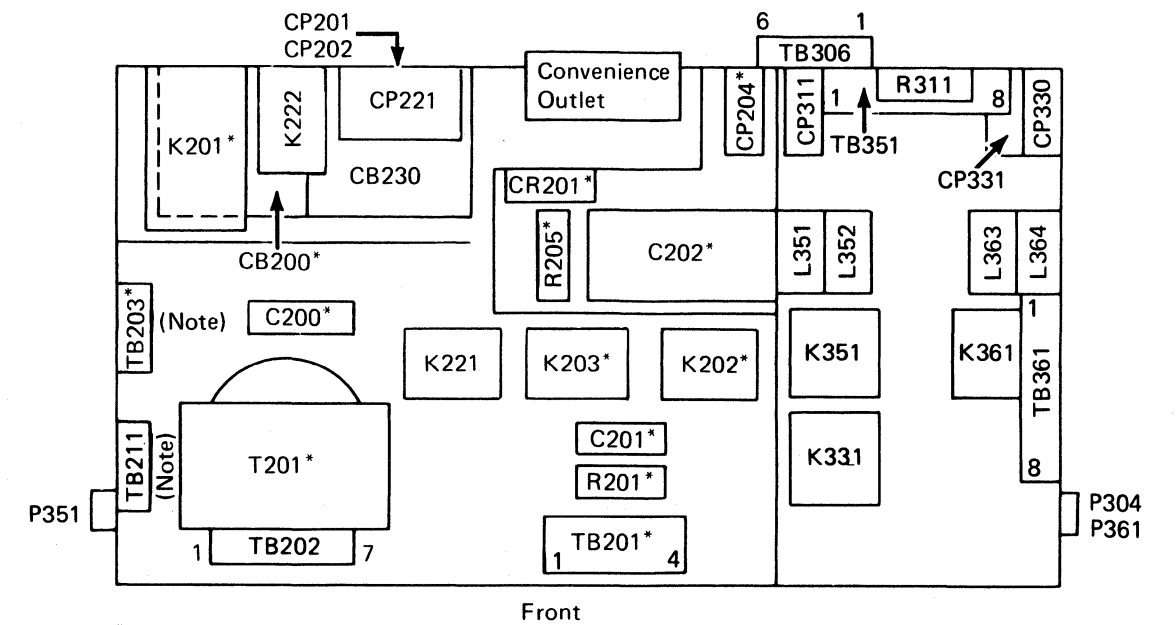 CP201
CP202
6 1
TB306
Convenience
Outlet
K201*
K222
CP221
CB230
CP204*
CP311
1 R311 8
CP330
TB351
CP331
CR201*
R205*
C202*
L351
L352
L363
L364
CB200*
TB203*
(Note)
C200*
K221
K203*
K202*
K351
K361
1
TB361
8
TB211
(Note)
T201*
C201*
R201*
K331
P351
1 TB202 7
TB201*
1 4
P304
P361
Front